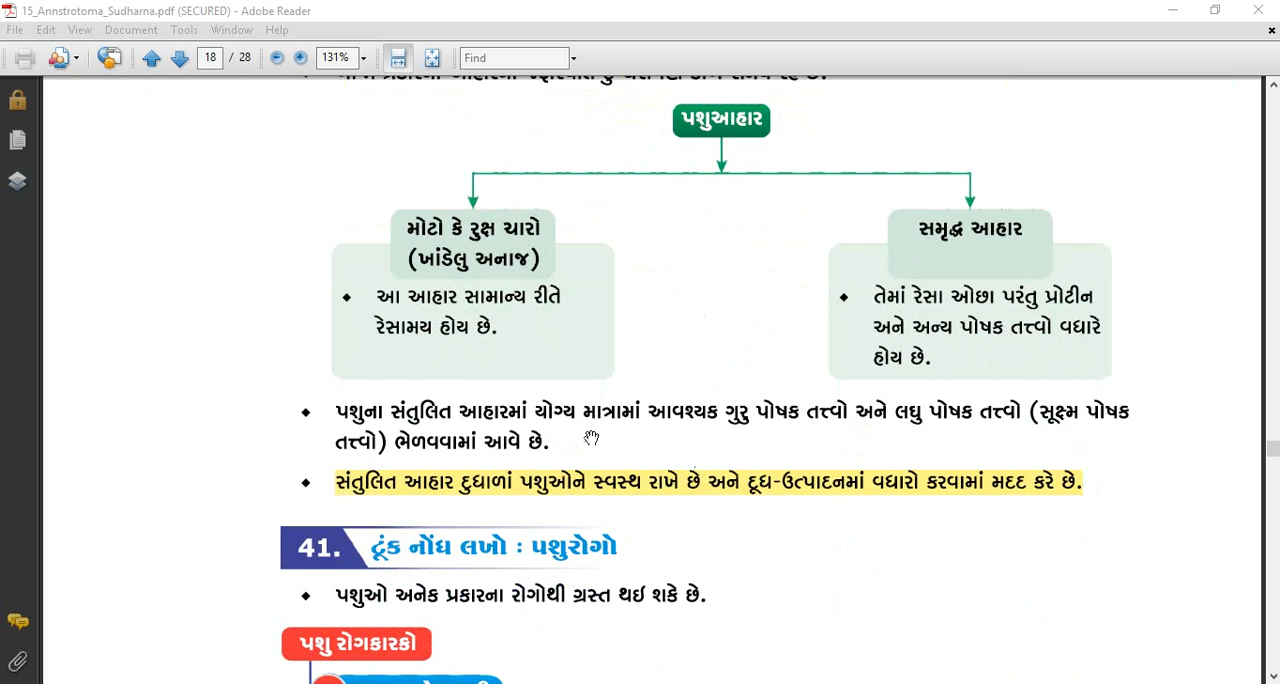 15_Annstrotoma_Sudharna.pdf (SECURED) - Adobe Reader
File Edit View Document Tools Window Help
18 / 28 131% Find
પશુઆહાર
મોટો કે રુક્ષ ચારો
(ખાંડેલુ અનાજ)
આ આહાર સામાન્ય રીતે
રેસામય હોય છે.
સમૃદ્ધ આહાર
તેમાં રેસા ઓછા પરંતુ પ્રોટીન
અને અન્ય પોષક તત્ત્વો વધારે
હોય છે.
પશુના સંતુલિત આહારમાં યોગ્ય માત્રામાં આવશ્યક ગુરુ પોષક તત્ત્વો અને લઘુ પોષક તત્ત્વો (સૂક્ષ્મ પોષક
તત્ત્વો) ભેળવવામાં આવે છે.
સંતુલિત આહાર દુધાળાં પશુઓને સ્વસ્થ રાખે છે અને દૂધ-ઉત્પાદનમાં વધારો કરવામાં મદદ કરે છે.
41. ટૂંક નોંધ લખો : પશુરોગો
પશુઓ અનેક પ્રકારના રોગોથી ગ્રસ્ત થઈ શકે છે.
પશુ રોગકારકો